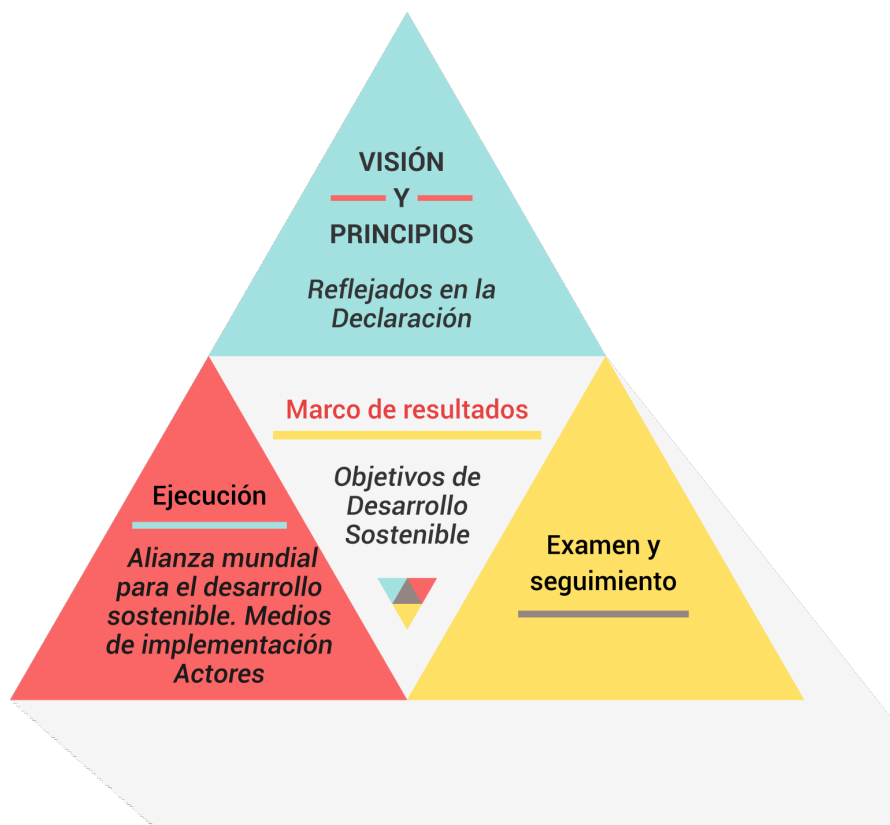 VISIÓN
Y
PRINCIPIOS
Reflejados en la
Declaración
Marco de resultados
Objetivos de
Desarrollo
Sostenible
Ejecución
Alianza mundial
para el desarrollo
sostenible. Medios
de implementación
Actores
Examen y
seguimiento